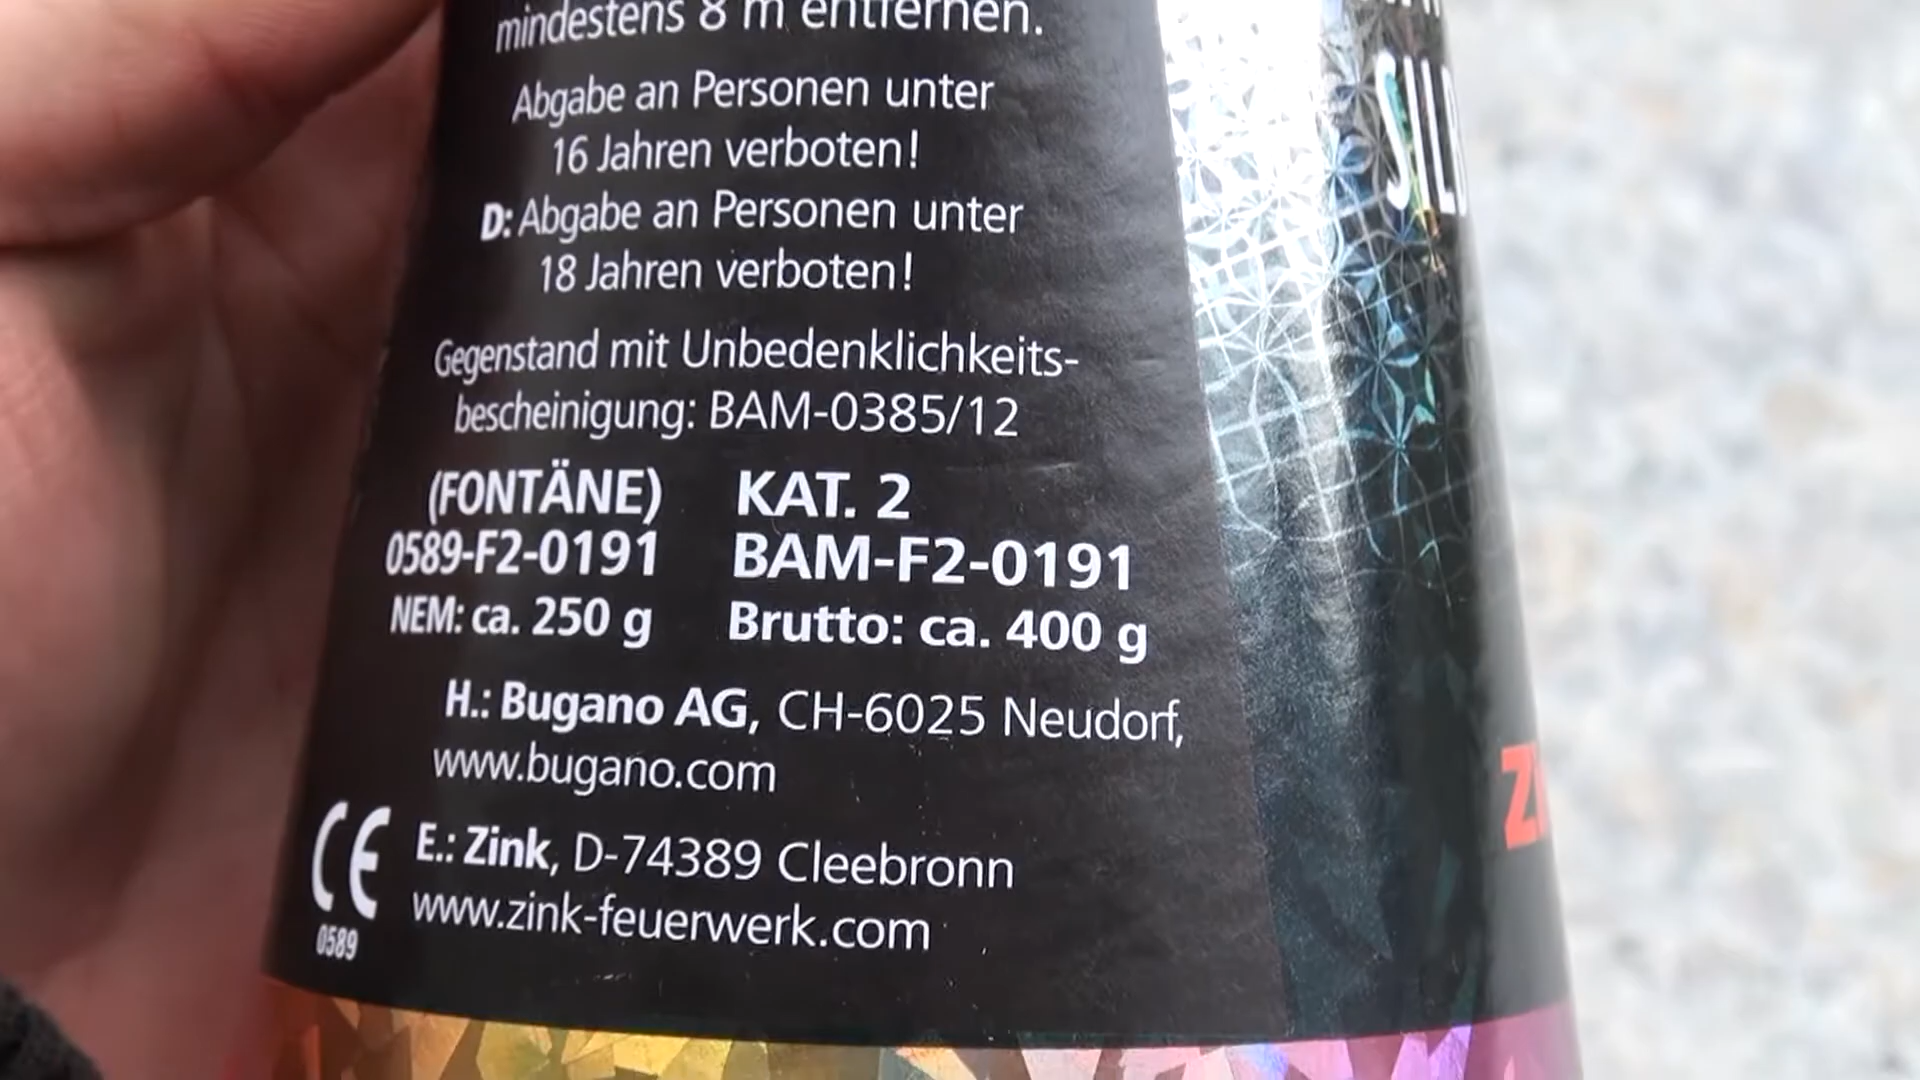 mindestens 8 m entfernen.
Abgabe an Personen unter
16 Jahren verboten!
D: Abgabe an Personen unter
18 Jahren verboten!
Gegenstand mit Unbedenklichkeits-
bescheinigung: BAM-0385/12
(FONTÄNE) KAT. 2
0589-F2-0191 BAM-F2-0191
NEM: ca. 250 g Brutto: ca. 400 g
H.: Bugano AG, CH-6025 Neudorf,
www.bugano.com
E.: Zink, D-74389 Cleebronn
www.zink-feuerwerk.com
CE
0589
SILB